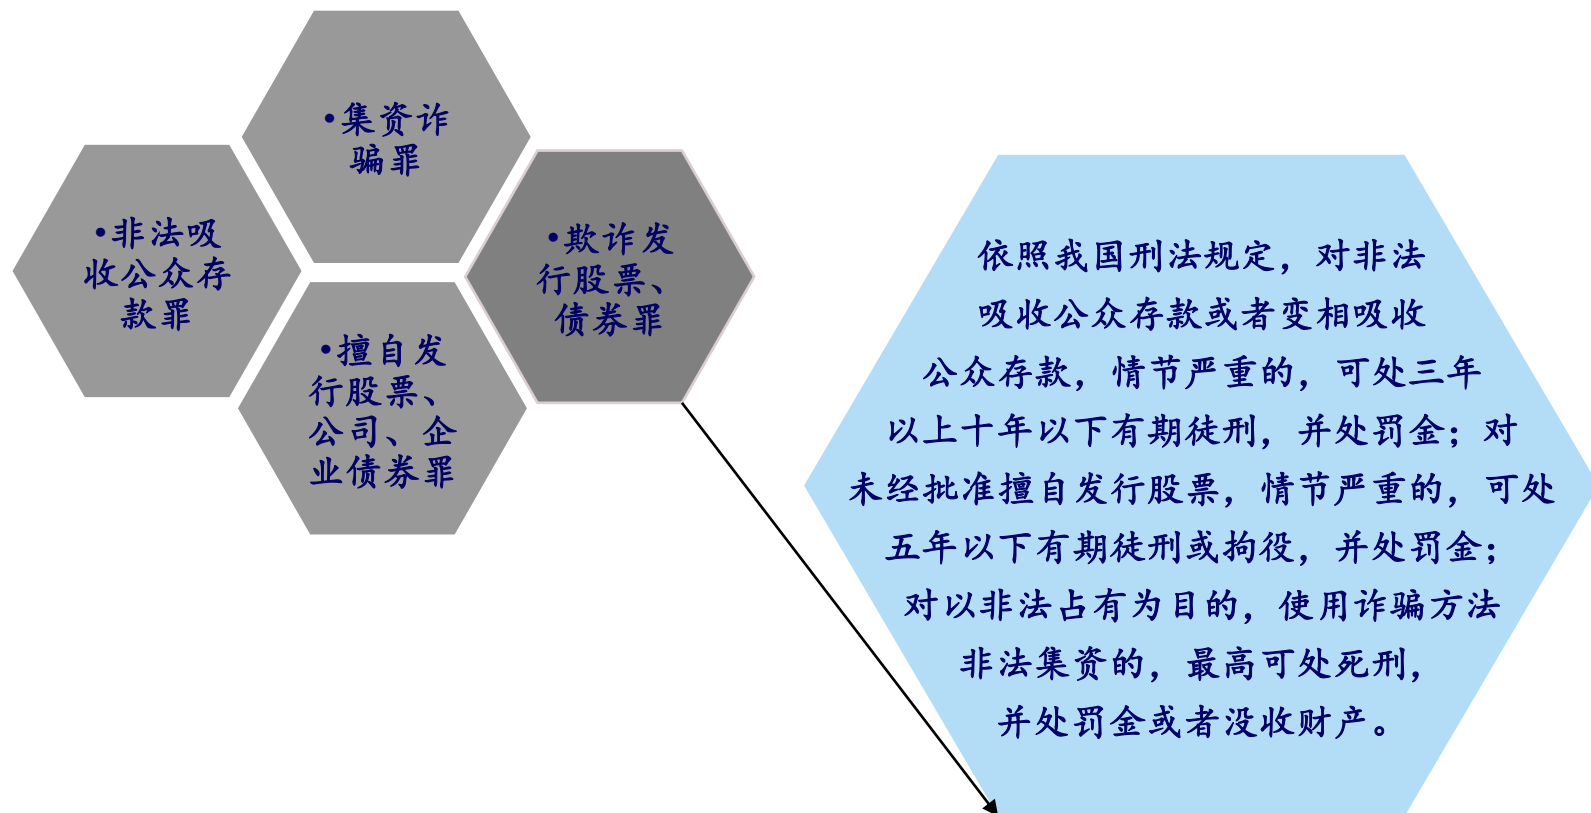 •集资诈
骗罪
•非法吸
收公众存
款罪
•欺诈发
行股票、
债券罪
•擅自发
行股票、
公司、企
业债券罪
依照我国刑法规定，对非法
吸收公众存款或者变相吸收
公众存款，情节严重的，可处三年
以上十年以下有期徒刑，并处罚金；对
未经批准擅自发行股票，情节严重的，可处
五年以下有期徒刑或拘役，并处罚金；
对以非法占有为目的，使用诈骗方法
非法集资的，最高可处死刑，
并处罚金或者没收财产。